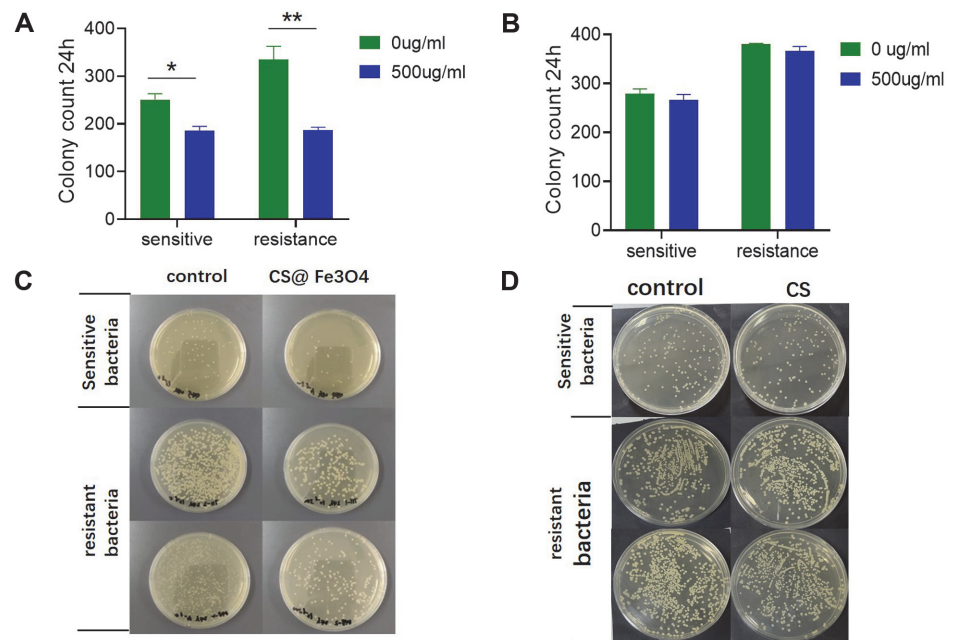 A
Colony count 24h
400
300
200
100
0
*
**
sensitive
resistance
0ug/ml
500ug/ml
B
Colony count 24h
400
300
200
100
0
sensitive
resistance
0 ug/ml
500ug/ml
C
control
CS@ Fe3O4
Sensitive
bacteria
resistant
bacteria
D
control
CS
Sensitive
bacteria
resistant
bacteria